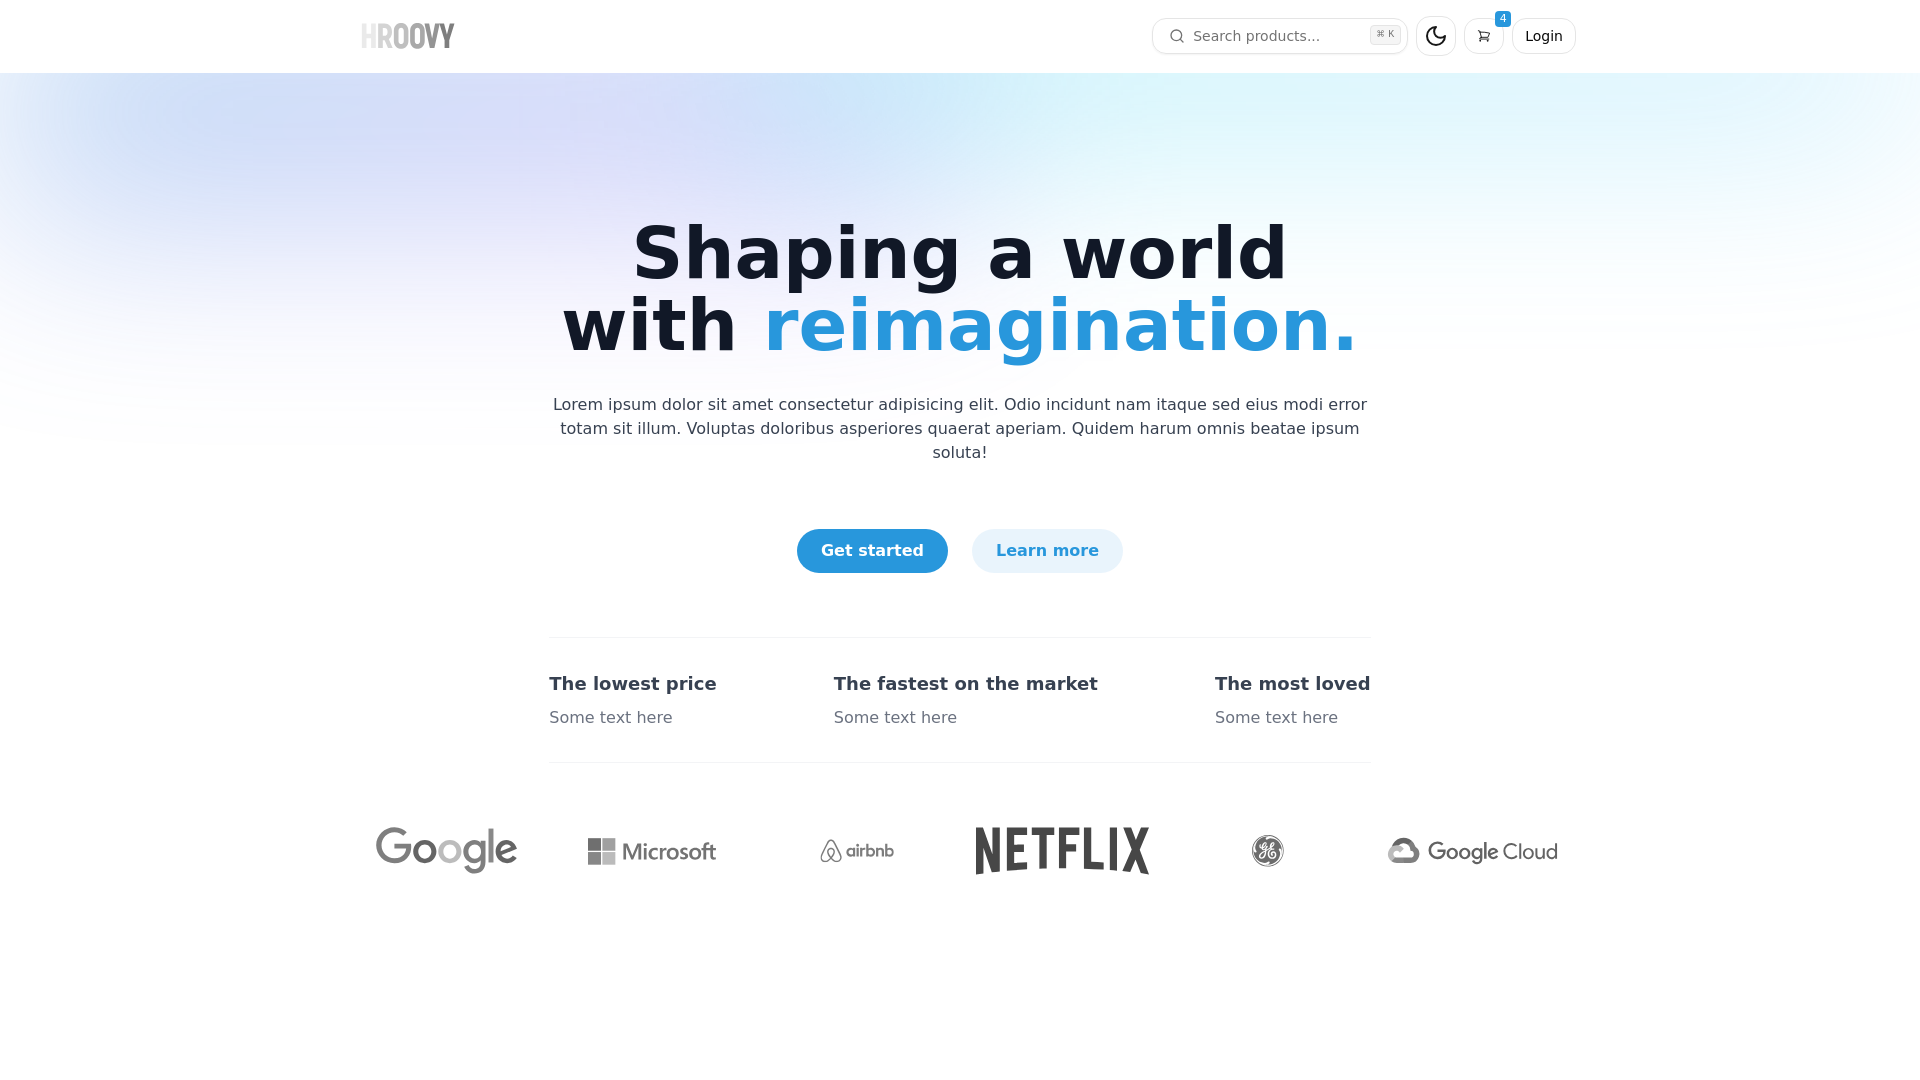 HROOVY
Search products...
⌘ K
4
Login
Shaping a world
with reimagination.
Lorem ipsum dolor sit amet consectetur adipisicing elit. Odio incidunt nam itaque sed eius modi error
totam sit illum. Voluptas doloribus asperiores quaerat aperiam. Quidem harum omnis beatae ipsum
soluta!
Get started
Learn more
The lowest price
Some text here
The fastest on the market
Some text here
The most loved
Some text here
Google
Microsoft
airbnb
NETFLIX
GE
Google Cloud